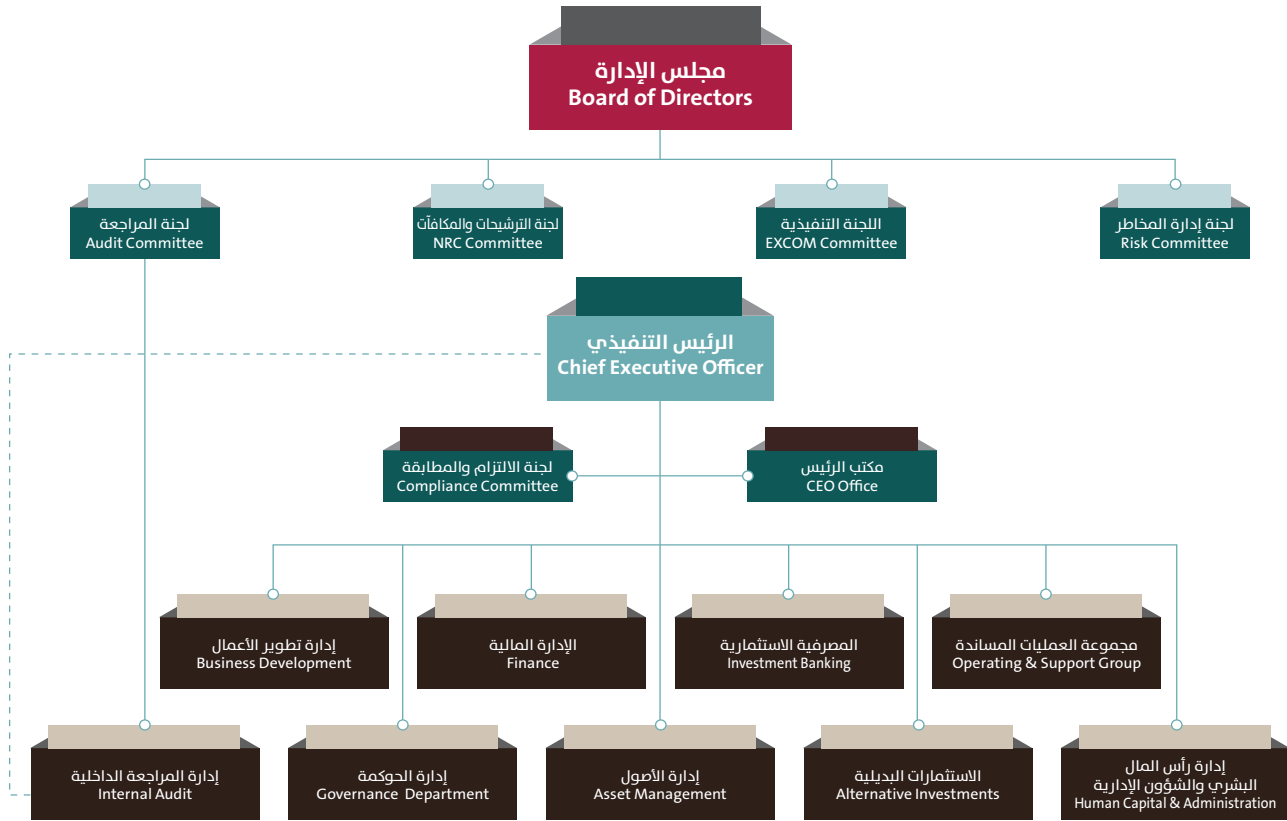 مجلس الإدارة
Board of Directors
لجنة المراجعة
Audit Committee
لجنة الترشيحات والمكافآت
NRC Committee
اللجنة التنفيذية
EXCOM Committee
لجنة إدارة المخاطر
Risk Committee
الرئيس التنفيذي
Chief Executive Officer
لجنة الالتزام والمطابقة
Compliance Committee
مكتب الرئيس
CEO Office
إدارة تطوير الأعمال
Business Development
الإدارة المالية
Finance
المصرفية الاستثمارية
Investment Banking
مجموعة العمليات المساندة
Operating & Support Group
إدارة المراجعة الداخلية
Internal Audit
إدارة الحوكمة
Governance Department
إدارة الأصول
Asset Management
الاستثمارات البديلية
Alternative Investments
إدارة رأس المال
البشري والشؤون الإدارية
Human Capital & Administration